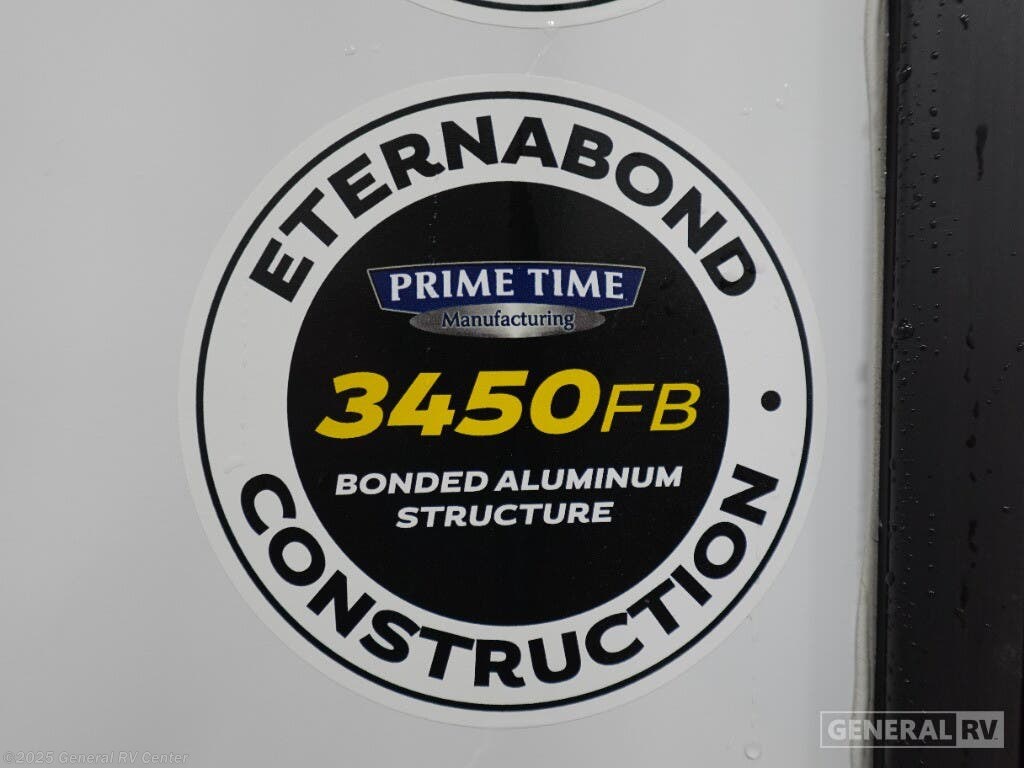 ETERNABOND
PRIME TIME
Manufacturing
3450FB
BONDED ALUMINUM
STRUCTURE
CONSTRUCTION
GENERAL RV
©2025 General RV Center